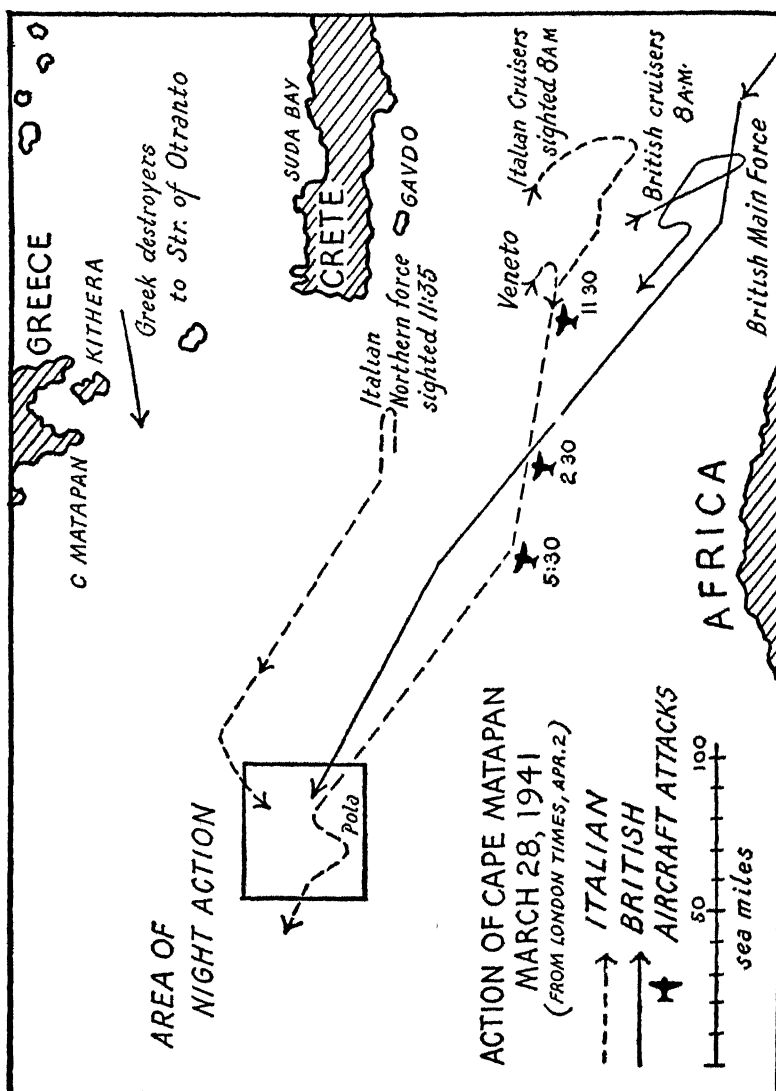 GREECE
C MATAPAN
KITHERA
Greek destroyers
to Str. of Otranto
SUDA BAY
CRETE
GAVDO
Italian
Northern force
sighted 11:35
AREA OF
NIGHT ACTION
Pola
Veneto
Italian Cruisers
sighted 8AM
British cruisers
8 A.M.
British Main Force
11 30
2 30
5:30
AFRICA
ACTION OF CAPE MATAPAN
MARCH 28, 1941
(FROM LONDON TIMES, APR. 2)
ITALIAN
BRITISH
AIRCRAFT ATTACKS
50
100
sea miles